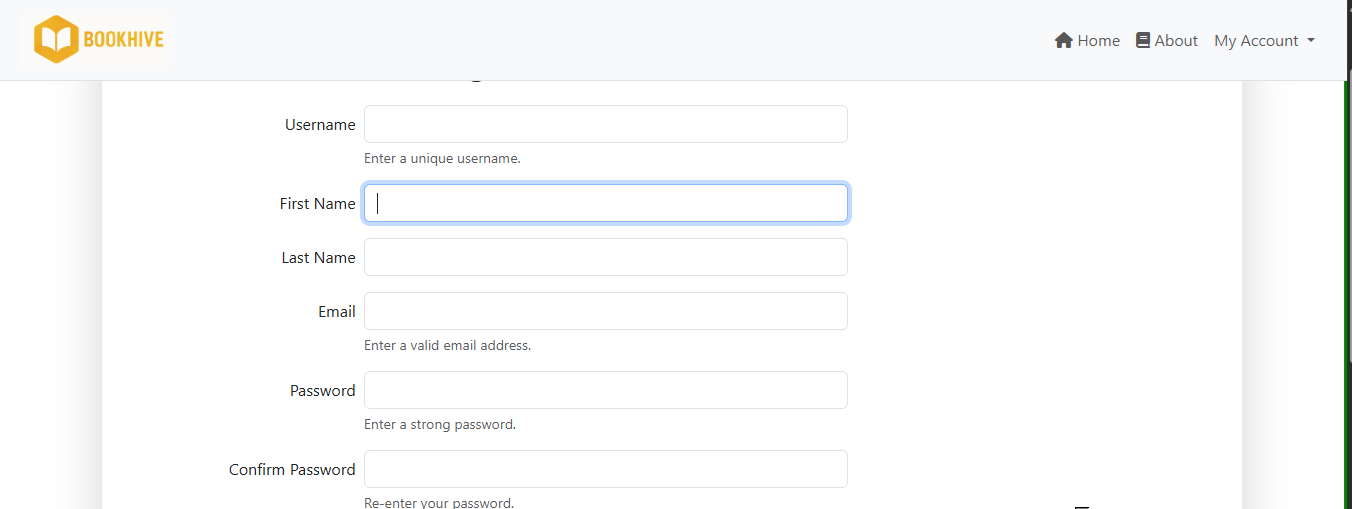 BOOKHIVE
Home About My Account
Username
Enter a unique username.
First Name
Last Name
Email
Enter a valid email address.
Password
Enter a strong password.
Confirm Password
Re-enter your password.